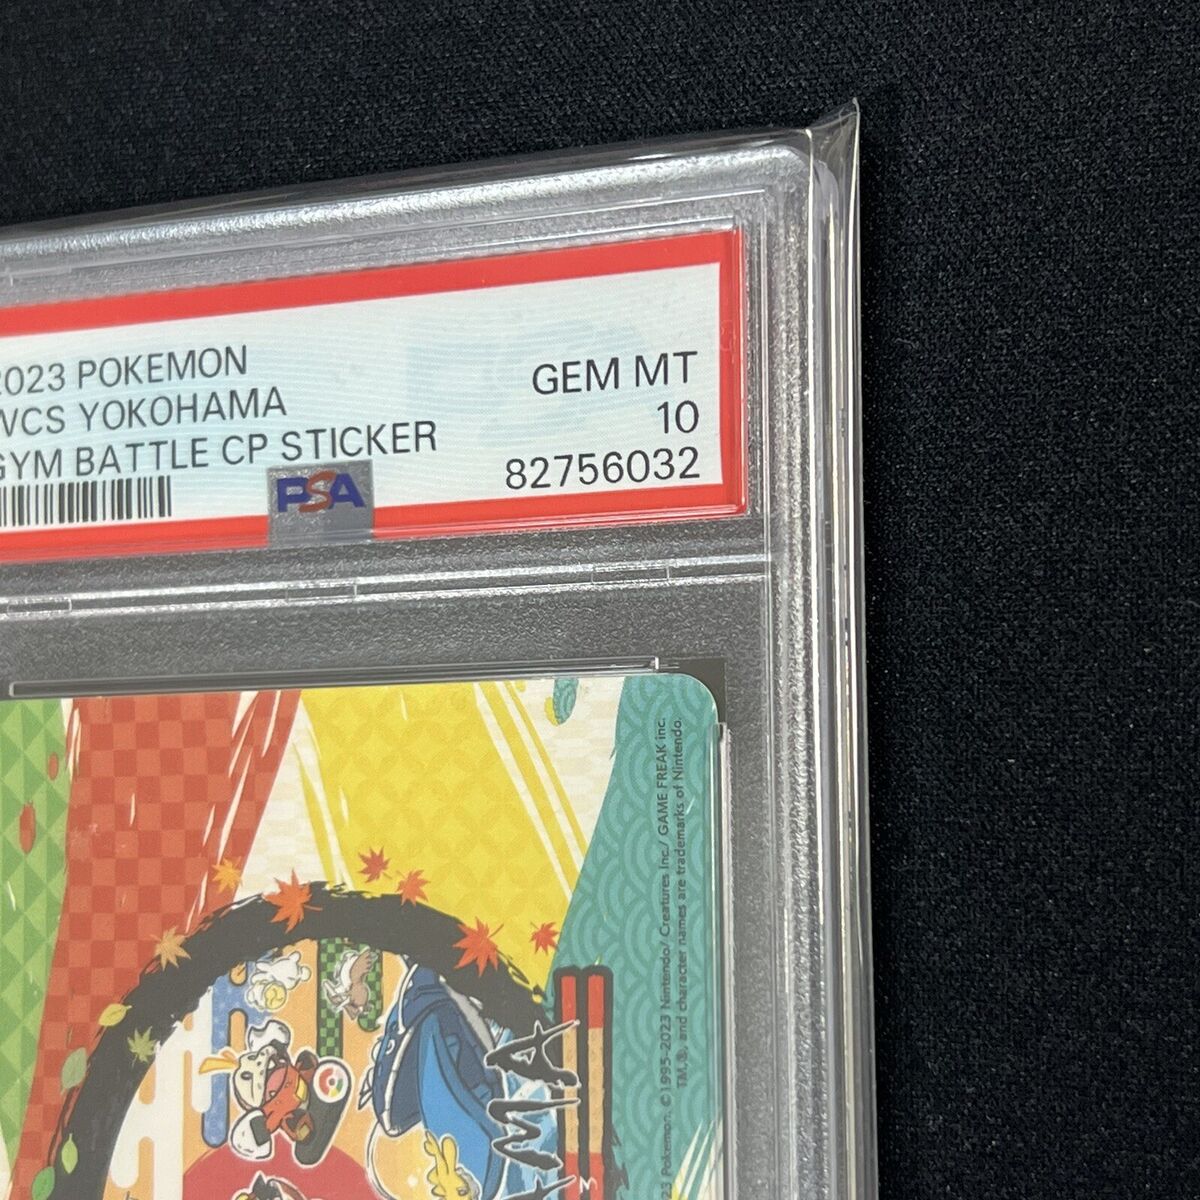 2023 POKEMON
WCS YOKOHAMA
GYM BATTLE CP STICKER
GEM MT
10
82756032
PSA
AMA
Pokémon. ©1995-2023 Nintendo/ Creatures Inc./ GAME FREAK inc.
TM,®, and character names are trademarks of Nintendo.